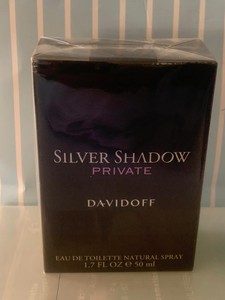 SILVER SHADOW
PRIVATE
DAVIDOFF
EAU DE TOILETTE NATURAL SPRAY
1.7 FL OZ ℮ 50 ml